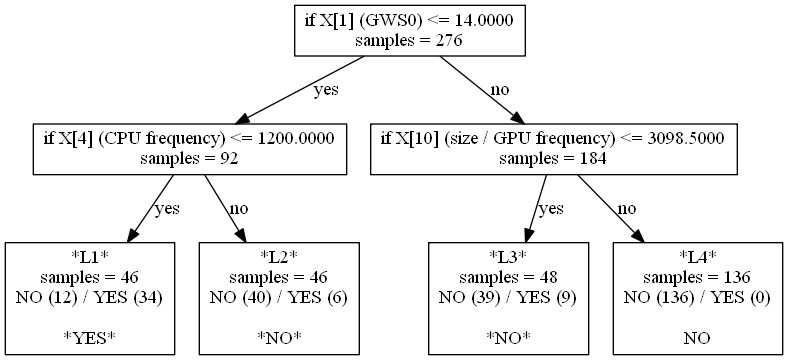 if X[1] (GWS0) <= 14.0000
samples = 276
yes
no
if X[4] (CPU frequency) <= 1200.0000
samples = 92
if X[10] (size / GPU frequency) <= 3098.5000
samples = 184
yes
no
yes
no
*L1*
samples = 46
NO (12) / YES (34)
*YES*
*L2*
samples = 46
NO (40) / YES (6)
*NO*
*L3*
samples = 48
NO (39) / YES (9)
*NO*
*L4*
samples = 136
NO (136) / YES (0)
NO